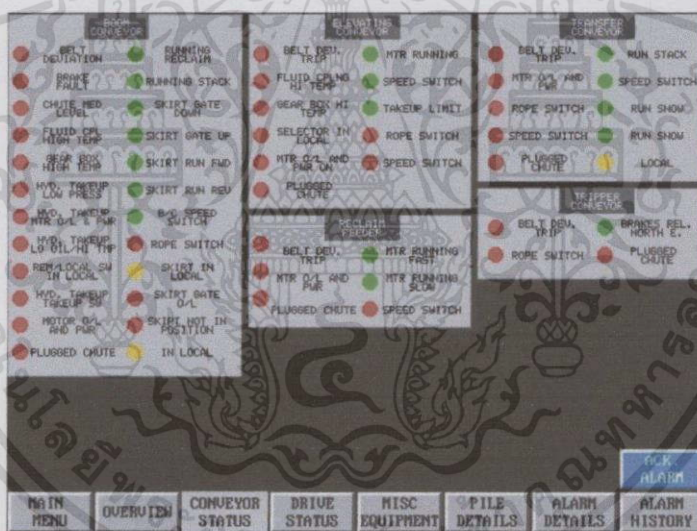 BOOM
CONVEYOR
BELT
DEVIATION
RUNNING
RECLAIM
BRAKE
FAULT
RUNNING STACK
CHUTE MED
LEVEL
SKIRT GATE
DOWN
FLUID CPL
HIGH TEMP
SKIRT GATE UP
GEAR BOX
HIGH TEMP
SKIRT RUN FWD
HYD. TAKEUP
LOW PRESS
SKIRT RUN REV
HYD. TAKEUP
MTR O/L & PWR
B/C SPEED
SWITCH
HYD. TAKEUP
LO OIL/HI TMP
ROPE SWITCH
REM/LOCAL SW
IN LOCAL
SKIRT IN
LOCAL
HYD. TAKEUP
TAKEUP SW
SKIRT GATE
O/L
MOTOR O/L
AND PWR
SKIRT NOT IN
POSITION
PLUGGED CHUTE
IN LOCAL
ELEVATING
CONVEYOR
BELT DEV.
TRIP
MTR RUNNING
FLUID CPLNG
HI TEMP
SPEED SWITCH
GEAR BOX HI
TEMP
TAKEUP LIMIT
SELECTOR IN
LOCAL
ROPE SWITCH
MTR O/L AND
PWR ON
SPEED SWITCH
PLUGGED
CHUTE
RECLAIM
FEEDER
BELT DEV.
TRIP
MTR RUNNING
FAST
MTR O/L AND
PWR
MTR RUNNING
SLOW
PLUGGED CHUTE
SPEED SWITCH
TRANSFER
CONVEYOR
BELT DEV.
TRIP
RUN STACK
MTR O/L AND
PWR
SPEED SWITCH
ROPE SWITCH
RUN SNOW
SPEED SWITCH
RUN SNOW
PLUGGED
CHUTE
LOCAL
TRIPPER
CONVEYOR
BELT DEV.
TRIP
BRAKES REL.
NORTH E.
ROPE SWITCH
PLUGGED
CHUTE
ACK.
ALARM
MAIN
MENU
OVERVIEW
CONVEYOR
STATUS
DRIVE
STATUS
MISC
EQUIPMENT
PILE
DETAILS
ALARM
DETAILS
ALARM
HISTORY